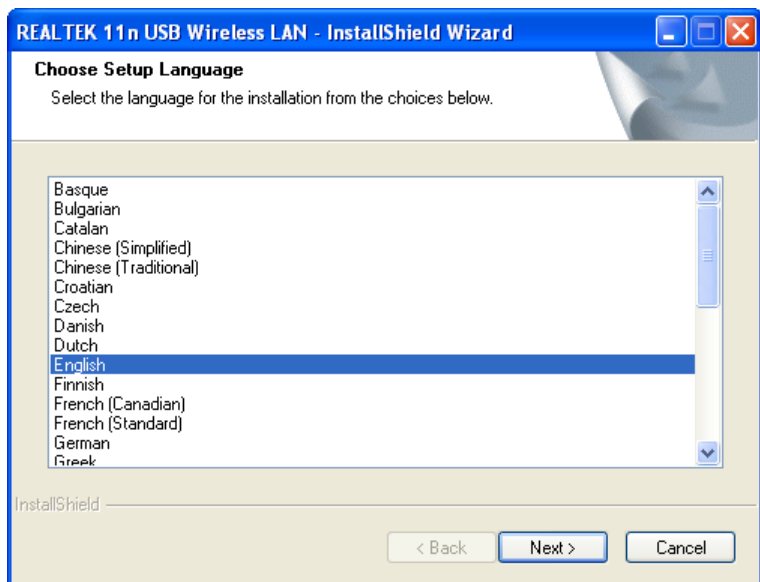 REALTEK 11n USB Wireless LAN - InstallShield Wizard
Choose Setup Language
Select the language for the installation from the choices below.
Basque
Bulgarian
Catalan
Chinese (Simplified)
Chinese (Traditional)
Croatian
Czech
Danish
Dutch
English
Finnish
French (Canadian)
French (Standard)
German
Greek
InstallShield
< Back
Next >
Cancel